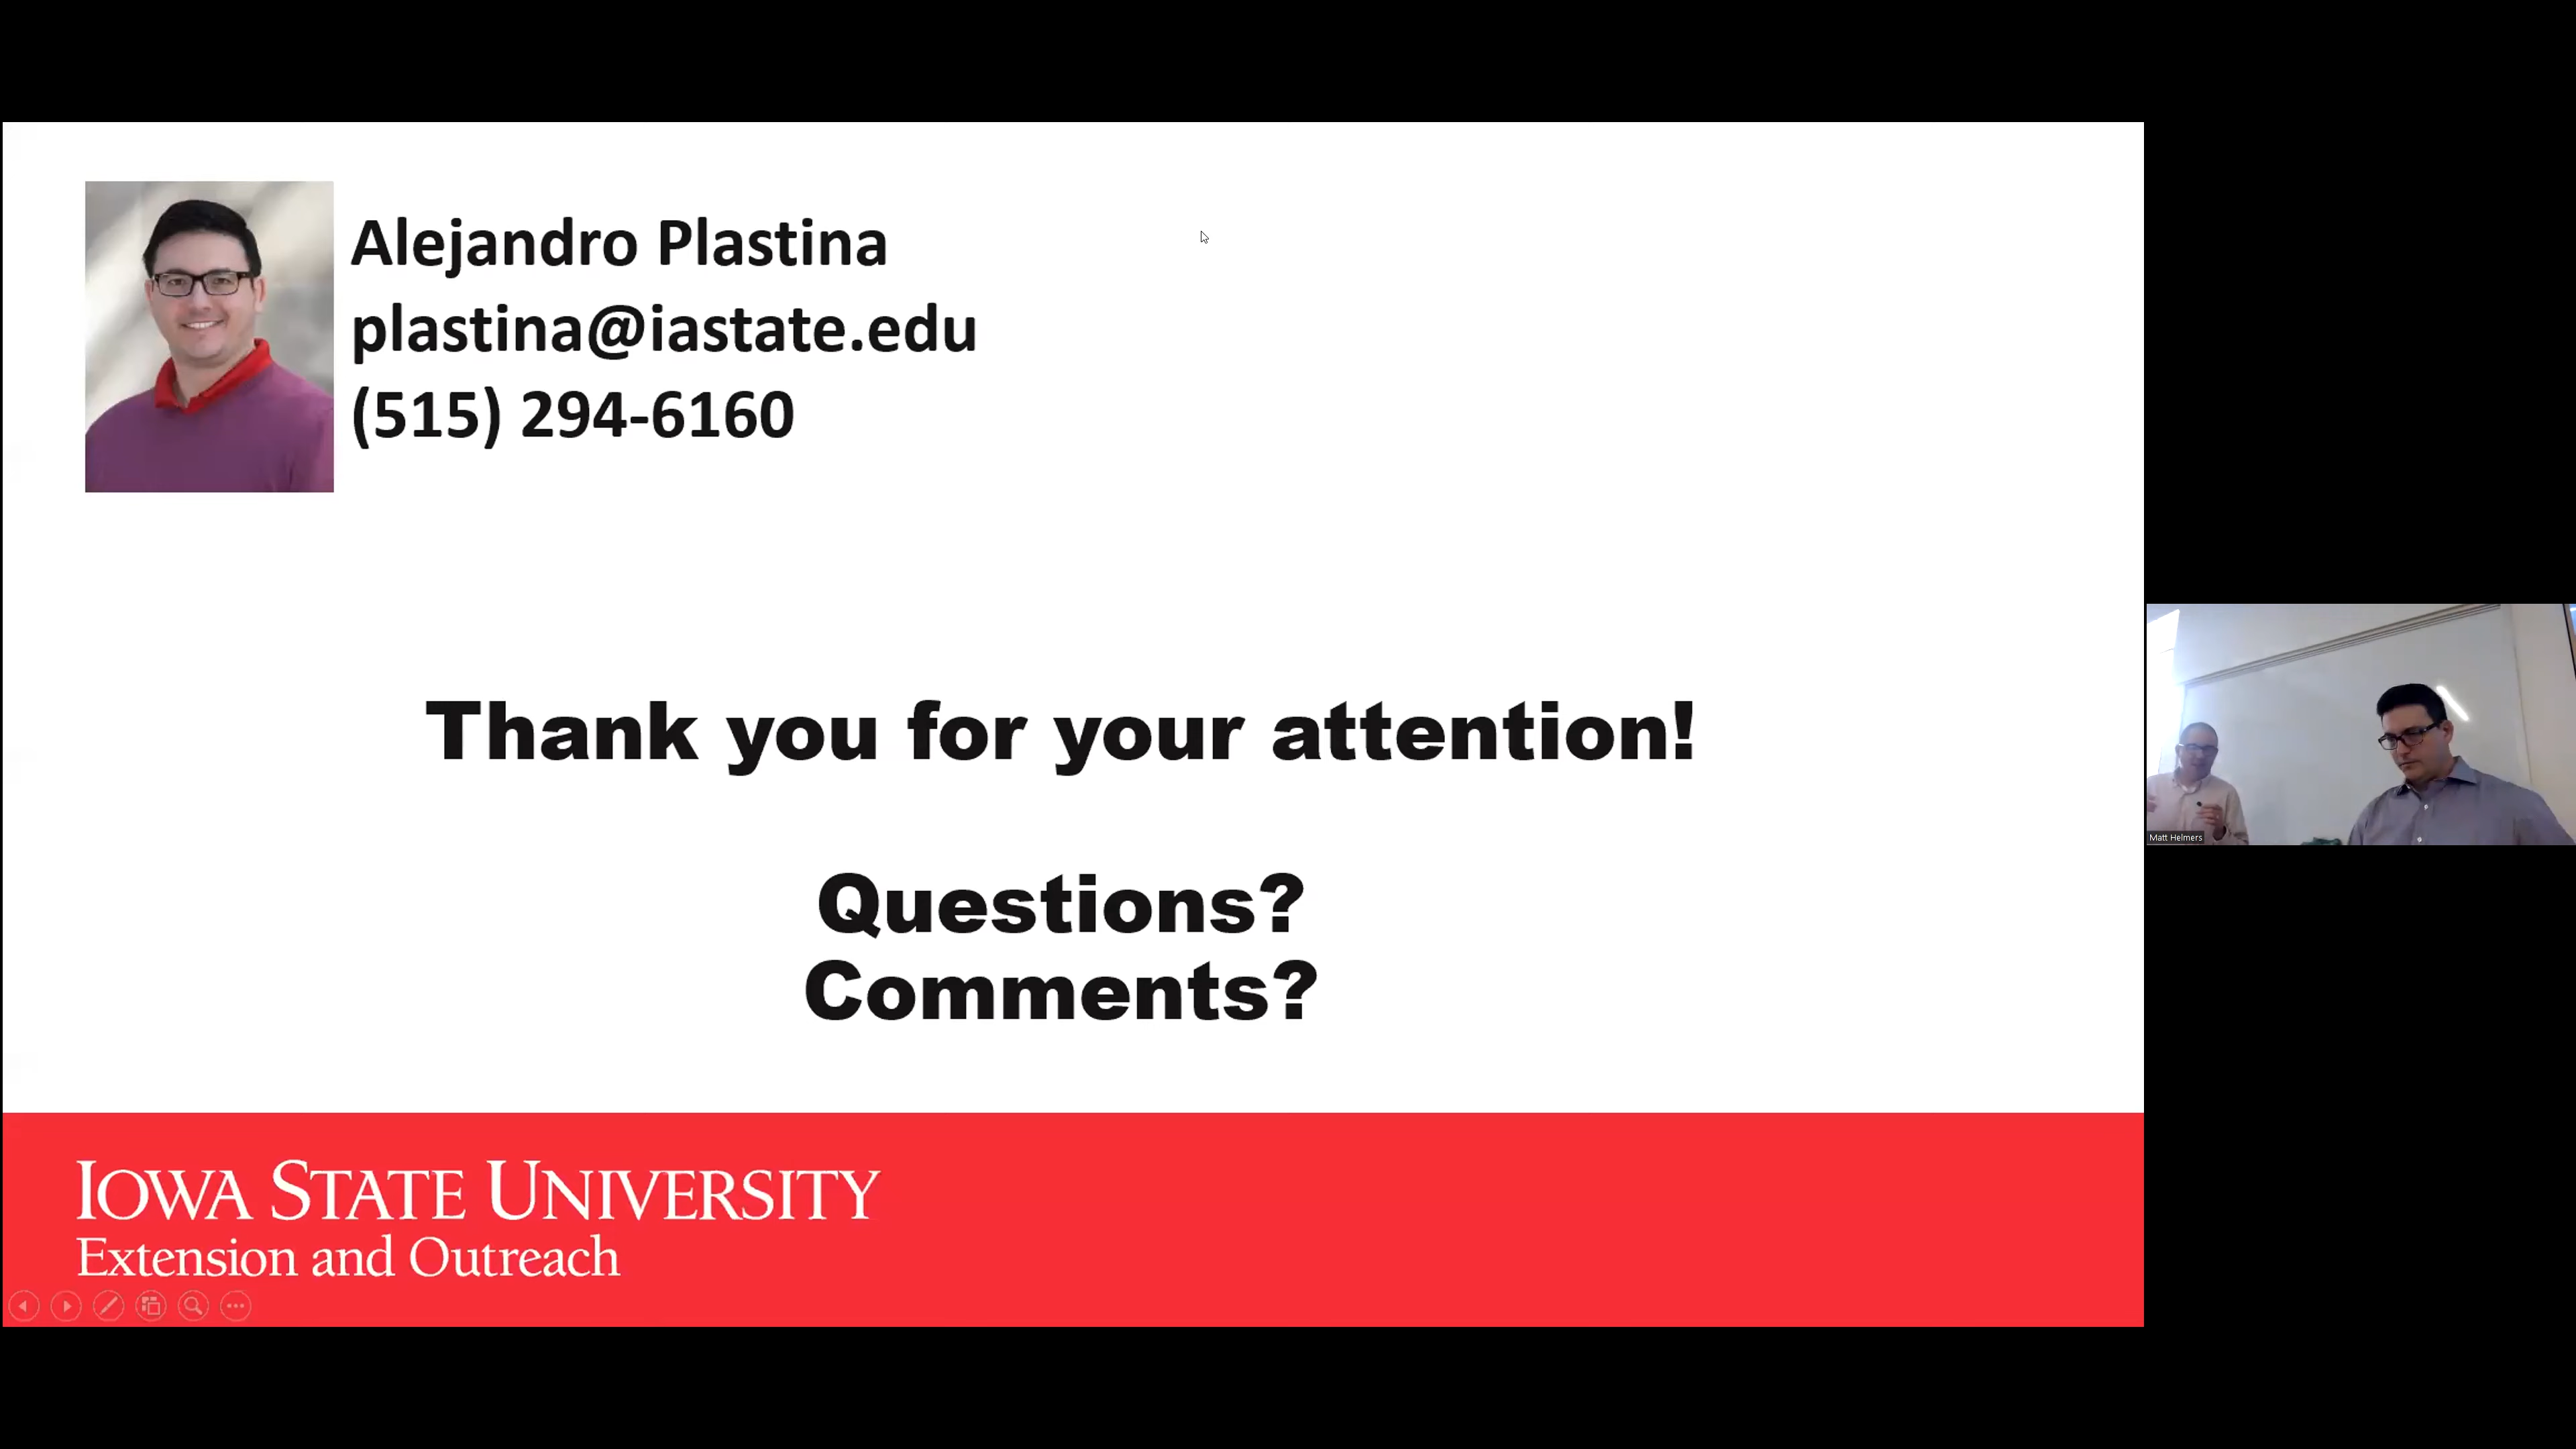 Alejandro Plastina
plastina@iastate.edu
(515) 294-6160
Thank you for your attention!
Questions?
Comments?
Matt Helmers
IOWA STATE UNIVERSITY
Extension and Outreach